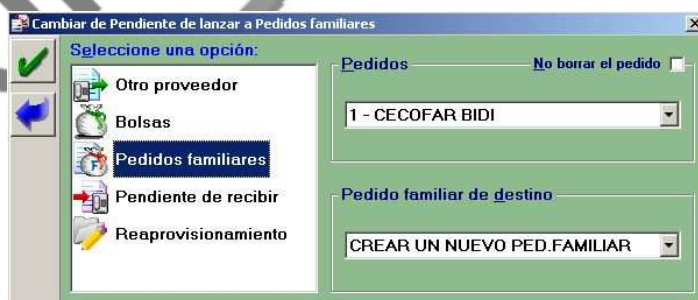 Cambiar de Pendiente de lanzar a Pedidos familiares
Seleccione una opción:
Otro proveedor
Bolsas
Pedidos familiares
Pendiente de recibir
Reaprovisionamiento
Pedidos
No borrar el pedido
1 - CECOFAR BIDI
Pedido familiar de destino
CREAR UN NUEVO PED.FAMILIAR